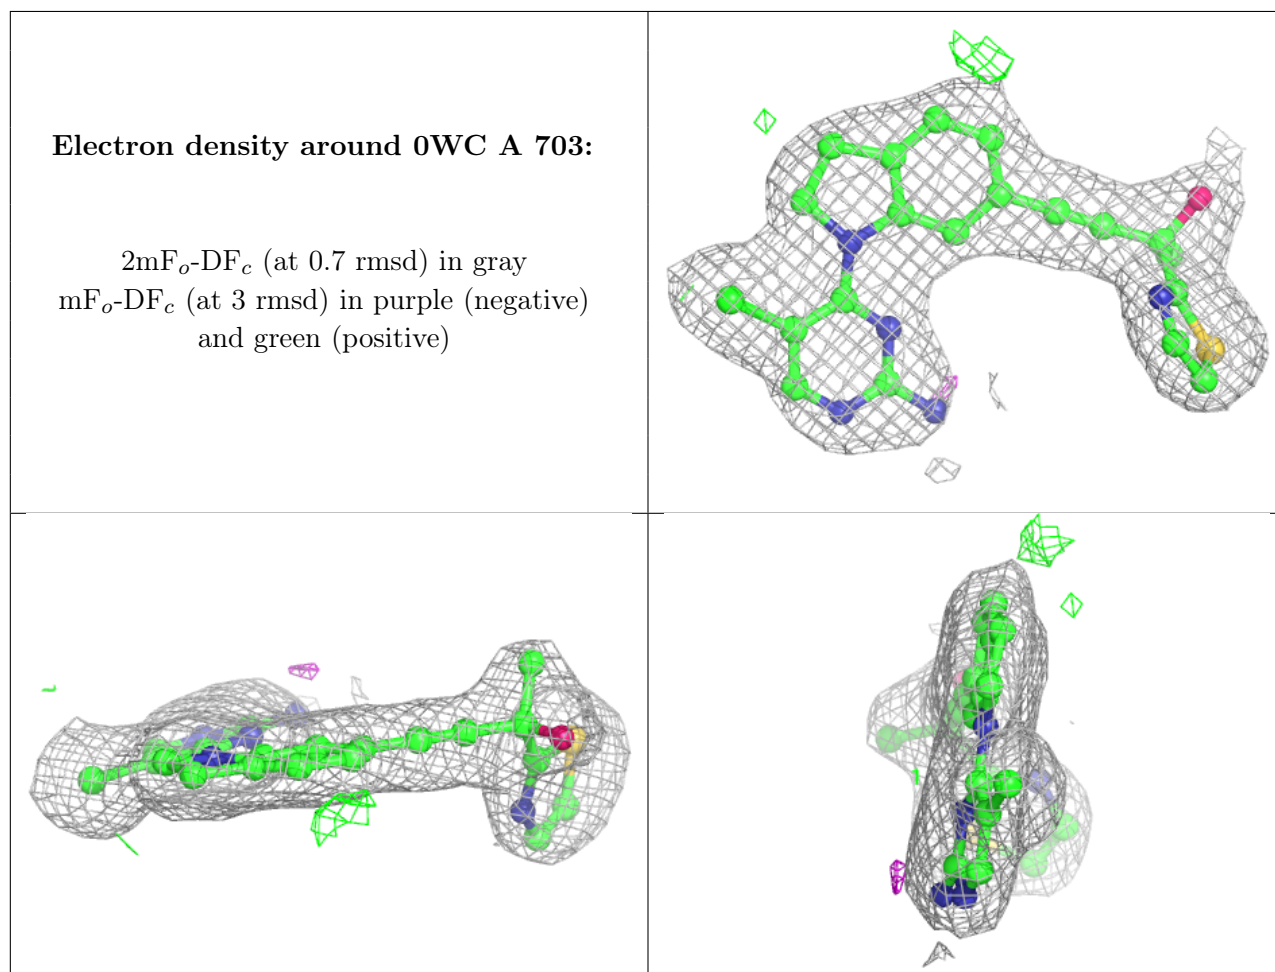 Electron density around 0WC A 703:
2mFo-DFc (at 0.7 rmsd) in gray
mFo-DFc (at 3 rmsd) in purple (negative)
and green (positive)